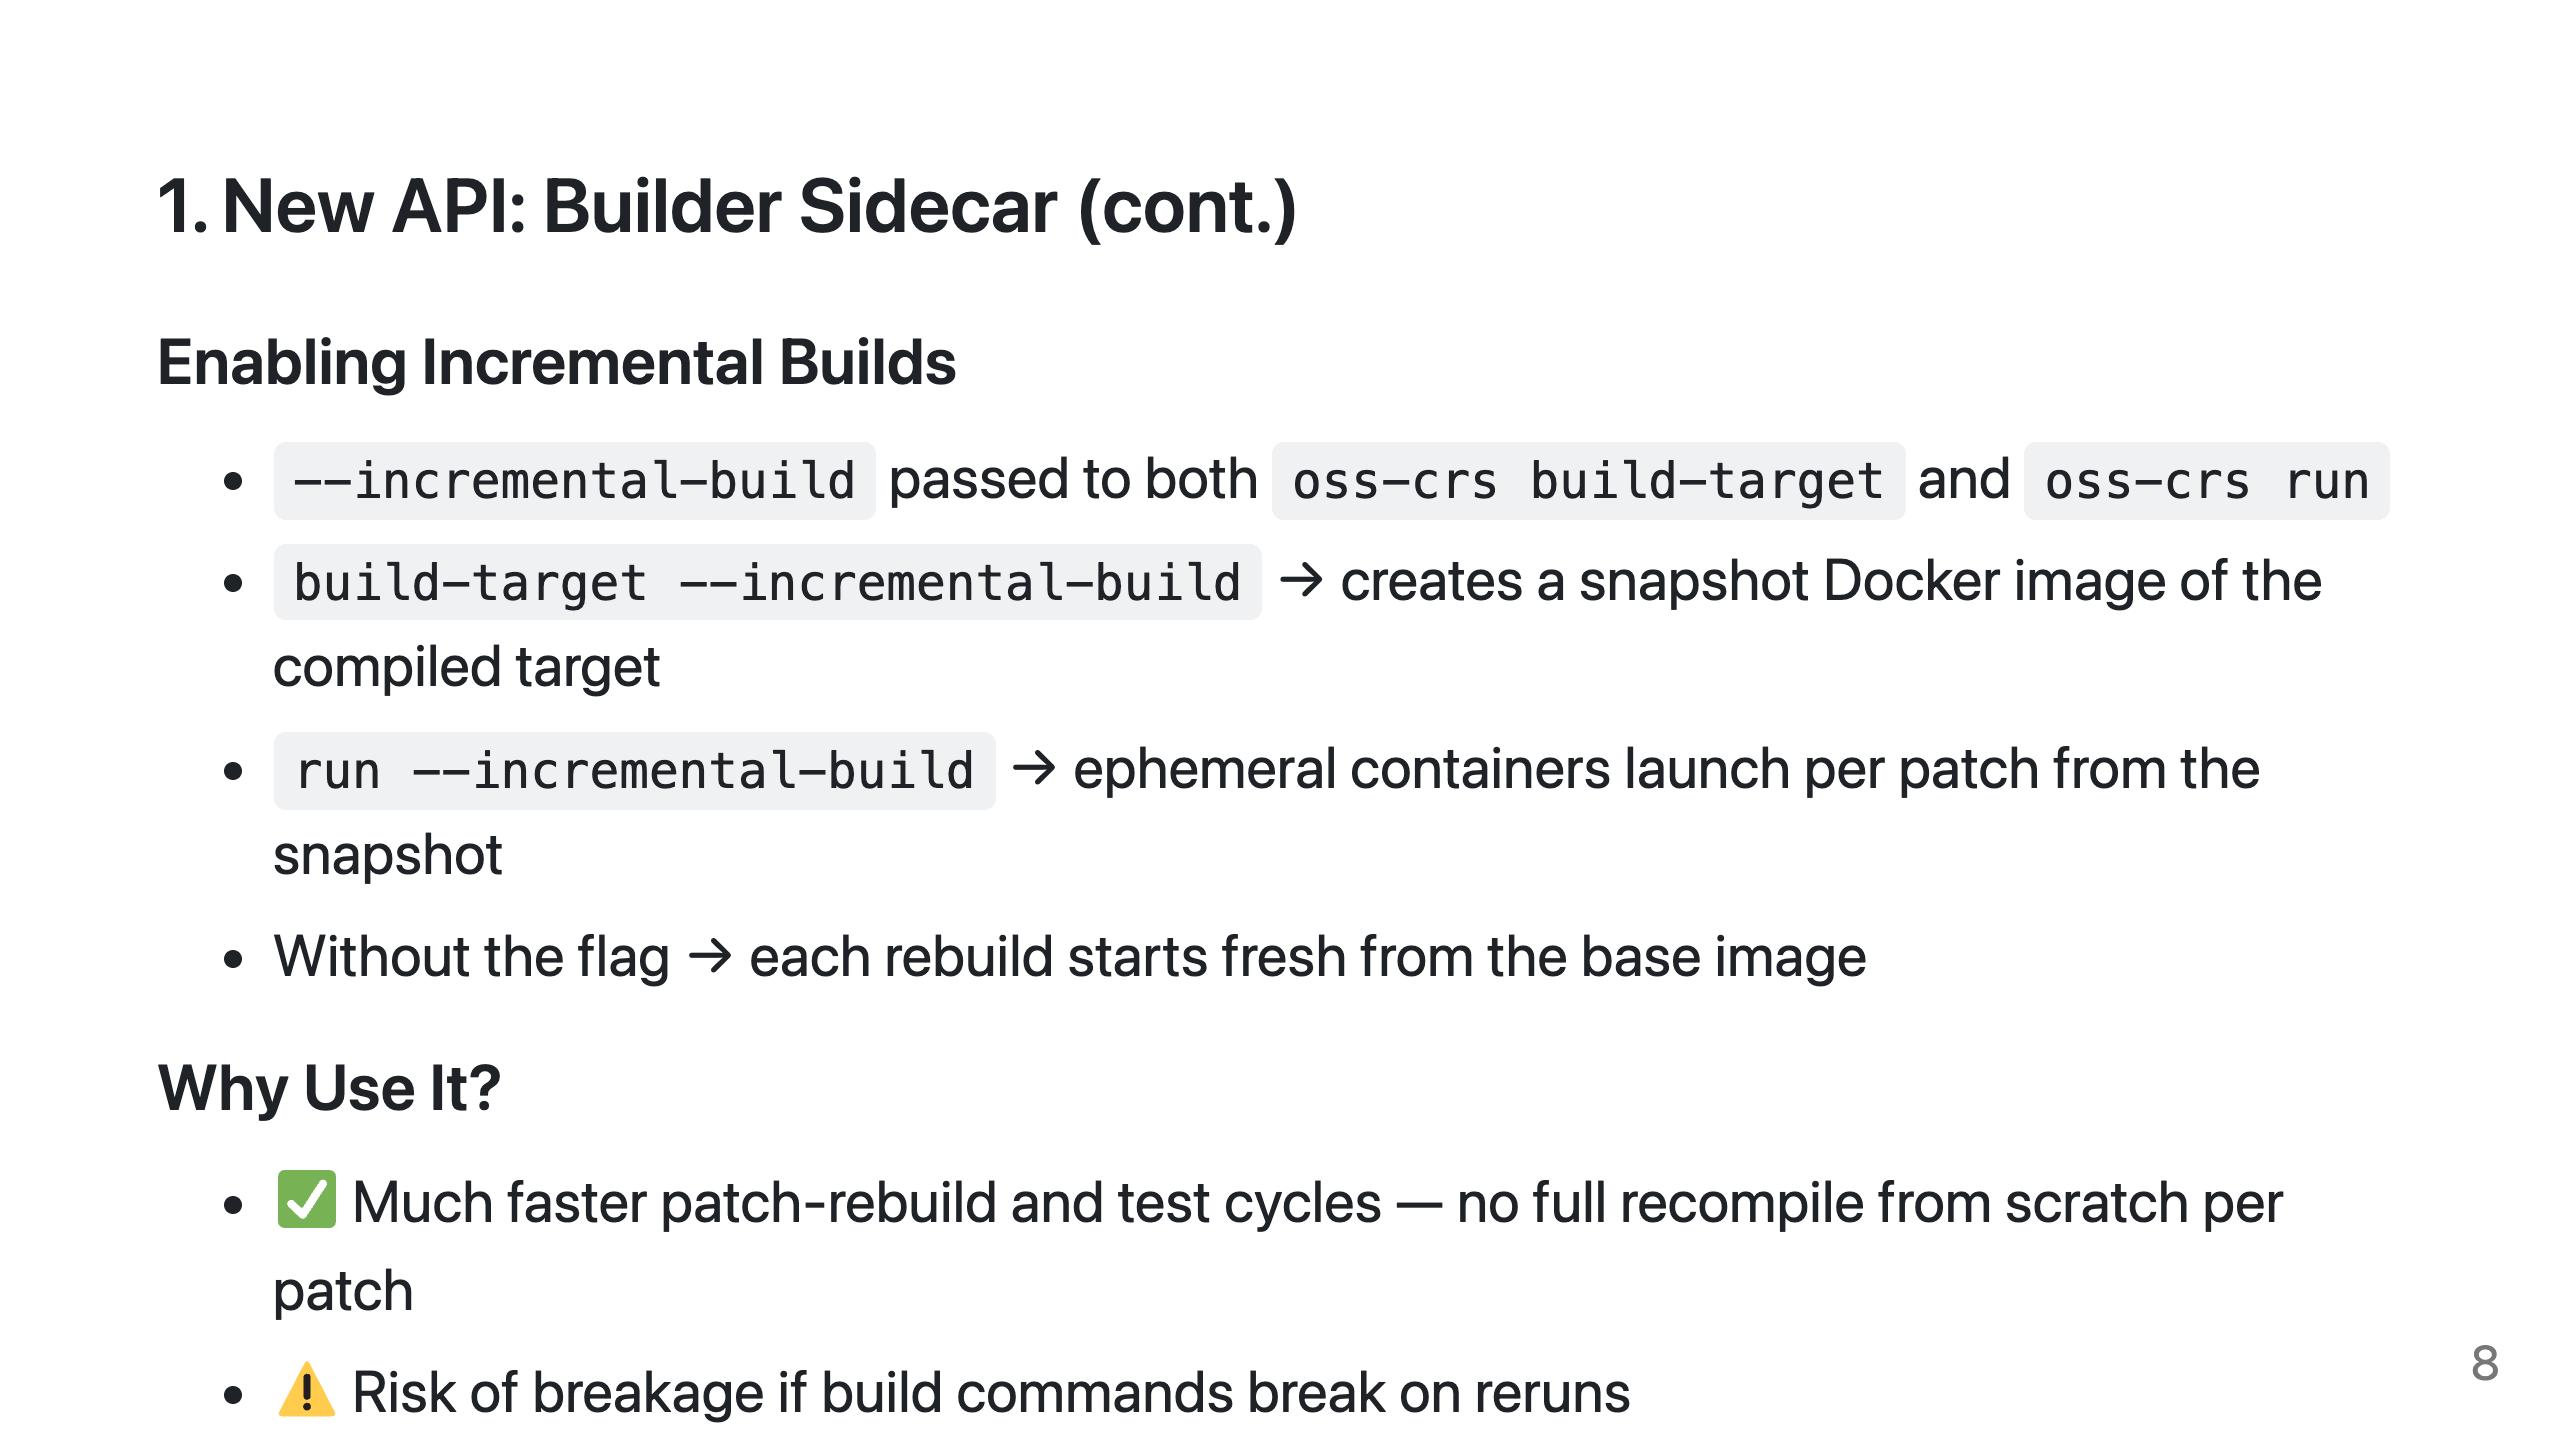 1. New API: Builder Sidecar (cont.)
Enabling Incremental Builds
• --incremental-build passed to both oss-crs build-target and oss-crs run
• build-target --incremental-build → creates a snapshot Docker image of the
compiled target
• run --incremental-build → ephemeral containers launch per patch from the
snapshot
• Without the flag → each rebuild starts fresh from the base image
Why Use It?
• ✅ Much faster patch-rebuild and test cycles — no full recompile from scratch per
patch
• ⚠️ Risk of breakage if build commands break on reruns
8